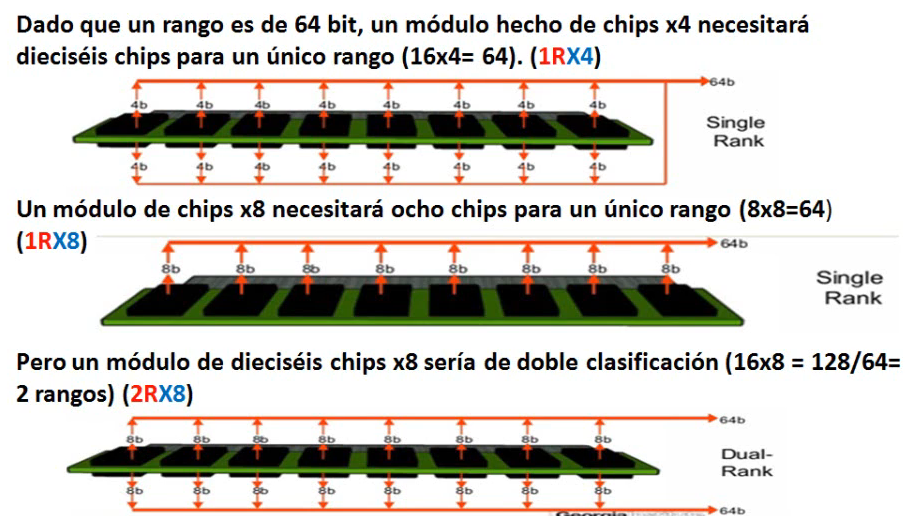 Dado que un rango es de 64 bit, un módulo hecho de chips x4 necesitará
dieciséis chips para un único rango (16x4= 64). (1RX4)
64b
4b 4b 4b 4b 4b 4b 4b 4b
Single
Rank
4b 4b 4b 4b 4b 4b 4b 4b
Un módulo de chips x8 necesitará ocho chips para un único rango (8x8=64)
(1RX8)
64b
8b 8b 8b 8b 8b 8b 8b 8b
Single
Rank
Pero un módulo de dieciséis chips x8 sería de doble clasificación (16x8 = 128/64=
2 rangos) (2RX8)
64b
8b 8b 8b 8b 8b 8b 8b 8b
Dual-
Rank
8b 8b 8b 8b 8b 8b 8b 8b
64b